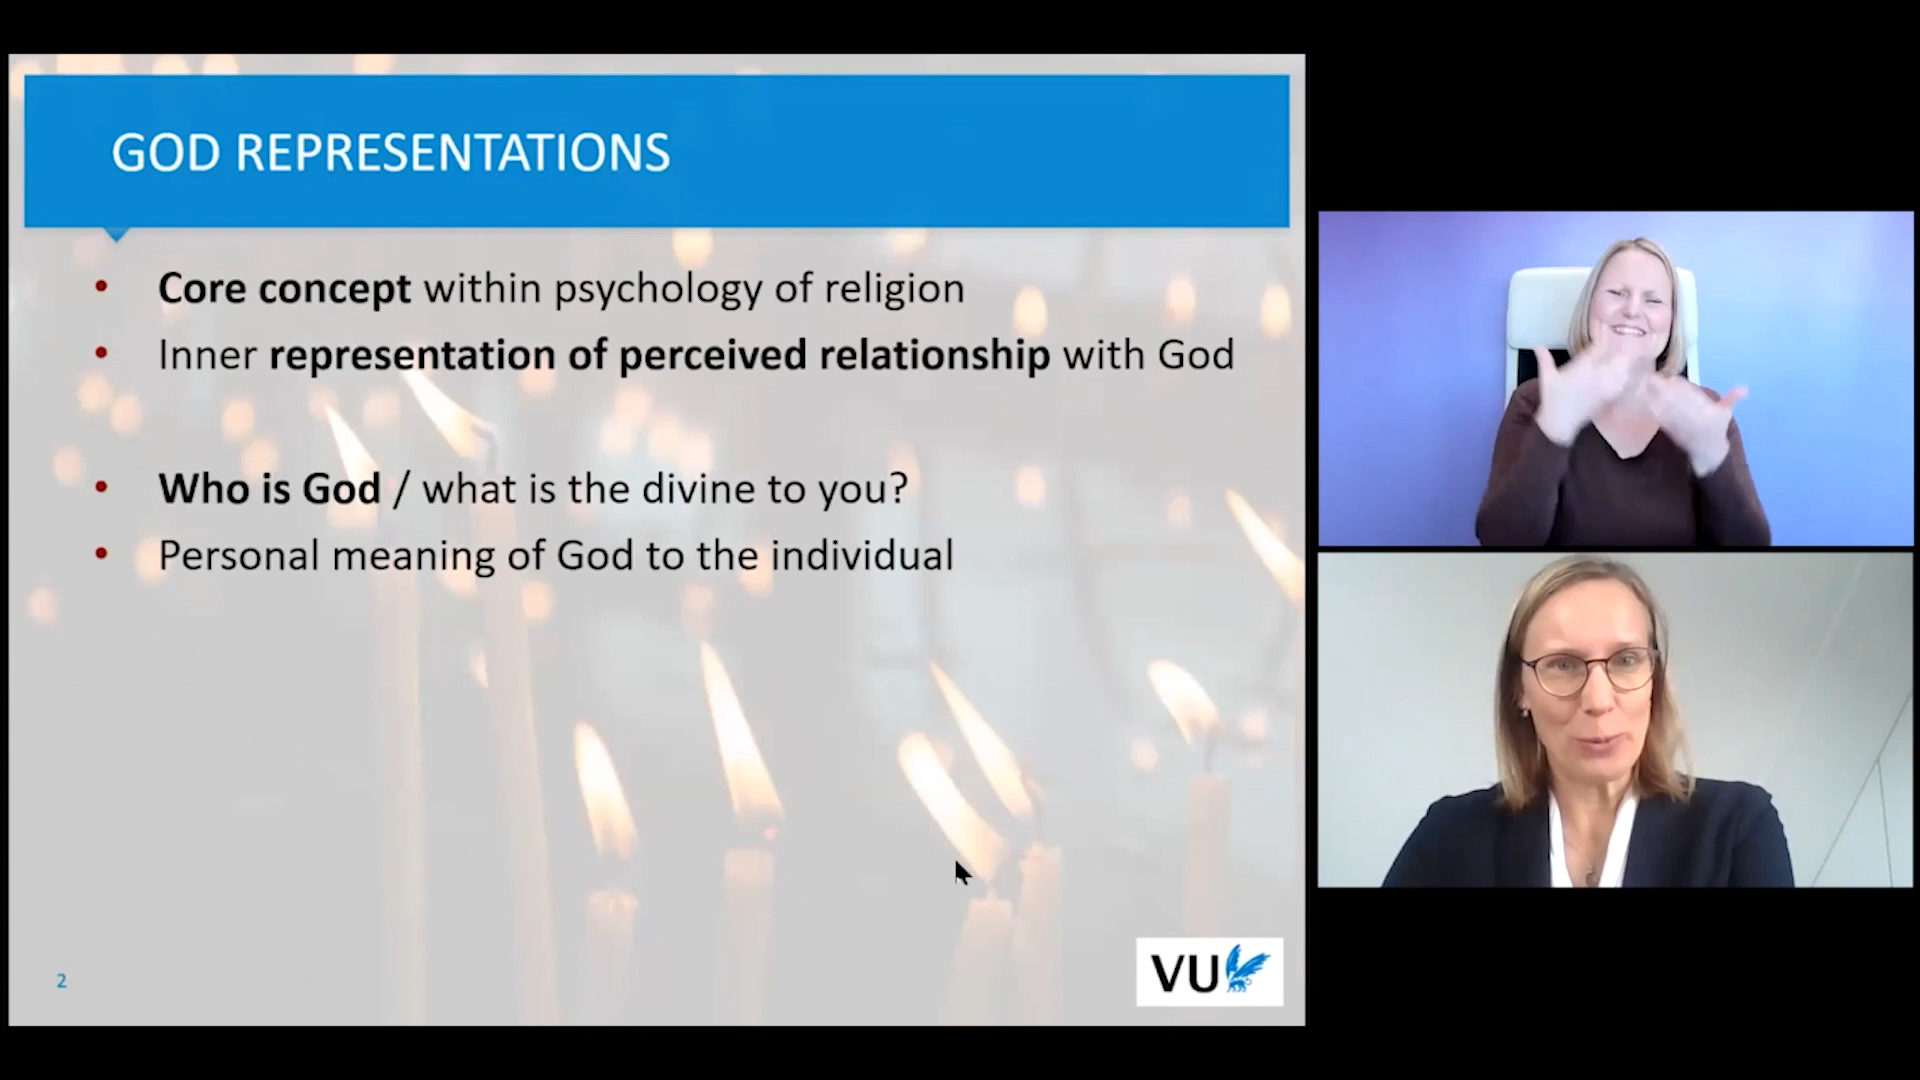 GOD REPRESENTATIONS
• Core concept within psychology of religion
• Inner representation of perceived relationship with God
• Who is God / what is the divine to you?
• Personal meaning of God to the individual
2
VU